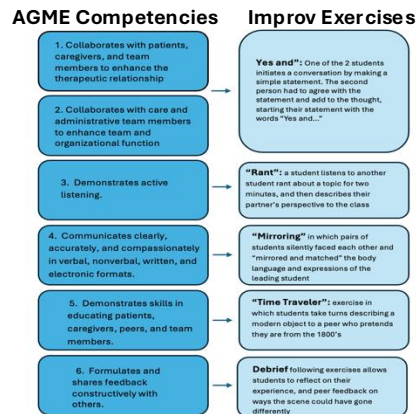 AGME Competencies
Improv Exercises
1. Collaborates with patients,
caregivers, and team
members to enhance the
therapeutic relationship
2. Collaborates with care and
administrative team members
to enhance team and
organizational function
Yes and”: One of the 2 students
initiates a conversation by making a
simple statement. The second
person had to agree with the
statement and add to the thought,
starting their statement with the
words “Yes and...”
3. Demonstrates active
listening.
“Rant”: a student listens to another
student rant about a topic for two
minutes, and then describes their
partner's perspective to the class
4. Communicates clearly,
accurately, and compassionately
in verbal, nonverbal, written, and
electronic formats.
“Mirroring” in which pairs of
students silently faced each other and
“mirrored and matched” the body
language and expressions of the
leading student
5. Demonstrates skills in
educating patients,
caregivers, peers, and team
members.
“Time Traveler”: exercise in
which students take turns describing a
modern object to a peer who pretends
they are from the 1800's
6. Formulates and
shares feedback
constructively with
others.
Debrief following exercises allows
students to reflect on their
experience, and peer feedback on
ways the scene could have gone
differently